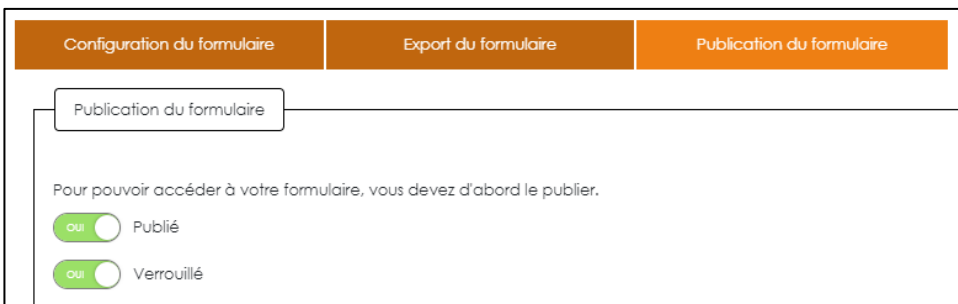 Configuration du formulaire
Export du formulaire
Publication du formulaire
Publication du formulaire
Pour pouvoir accéder à votre formulaire, vous devez d'abord le publier.
OUI Publié
OUI Verrouillé